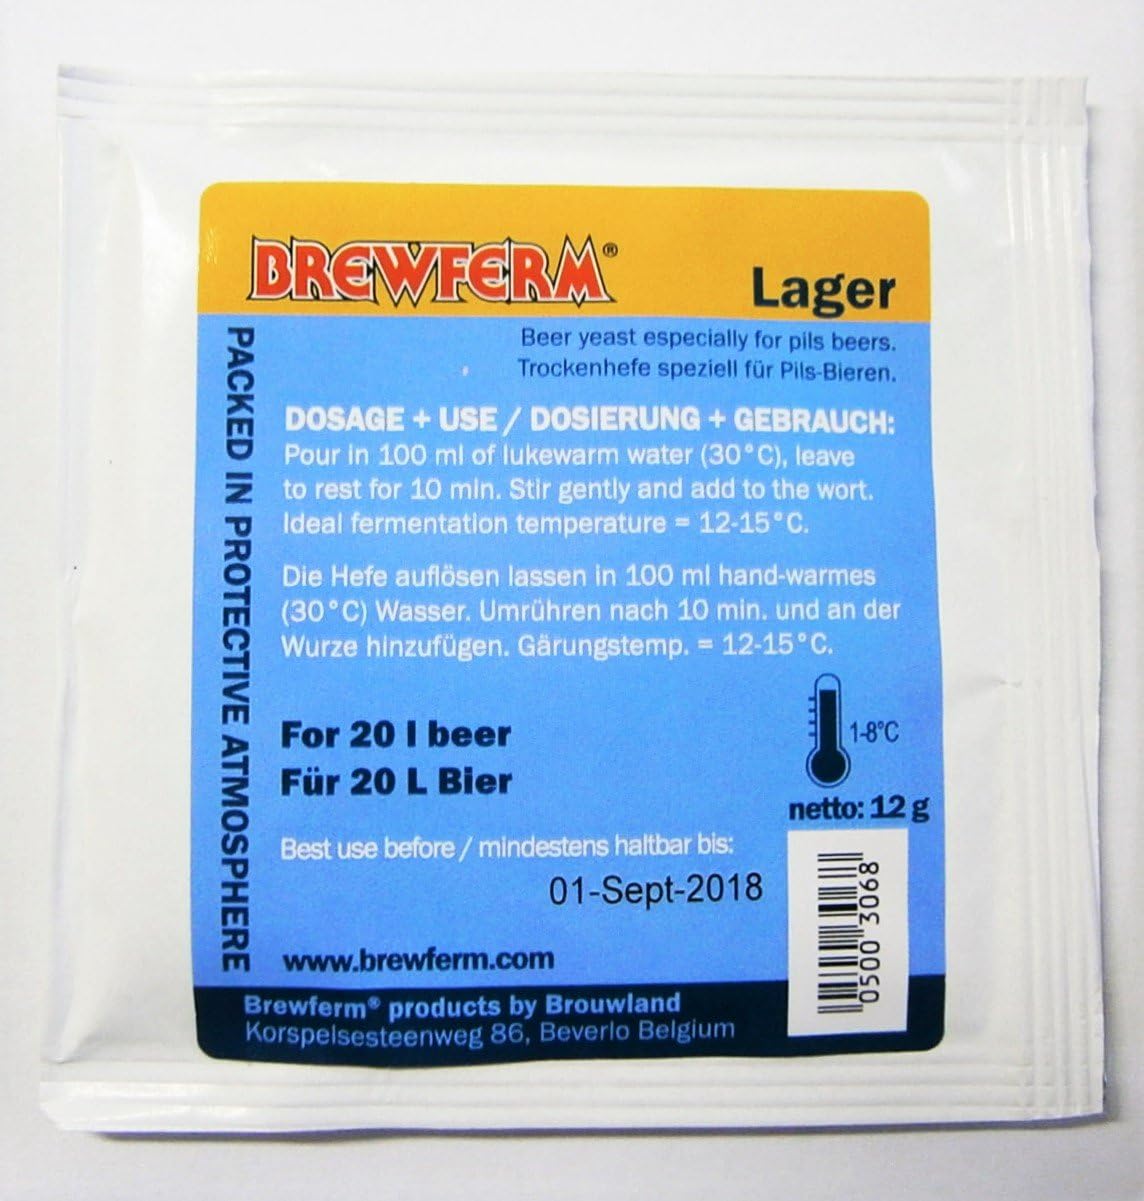 BREWFERM®
Lager
Beer yeast especially for pils beers.
Trockenhefe speziell für Pils-Bieren.
PACKED IN PROTECTIVE ATMOSPHERE
DOSAGE + USE / DOSIERUNG + GEBRAUCH:
Pour in 100 ml of lukewarm water (30°C), leave
to rest for 10 min. Stir gently and add to the wort.
Ideal fermentation temperature = 12-15°C.
Die Hefe auflösen lassen in 100 ml hand-warmes
(30°C) Wasser. Umrühren nach 10 min. und an der
Wurze hinzufügen. Gärungstemp. = 12-15°C.
For 20 l beer
Für 20 L Bier
1-8°C
netto: 12 g
Best use before / mindestens haltbar bis:
01-Sept-2018
0500 3068
www.brewferm.com
Brewferm® products by Brouwland
Korspelsesteenweg 86, Beverlo Belgium